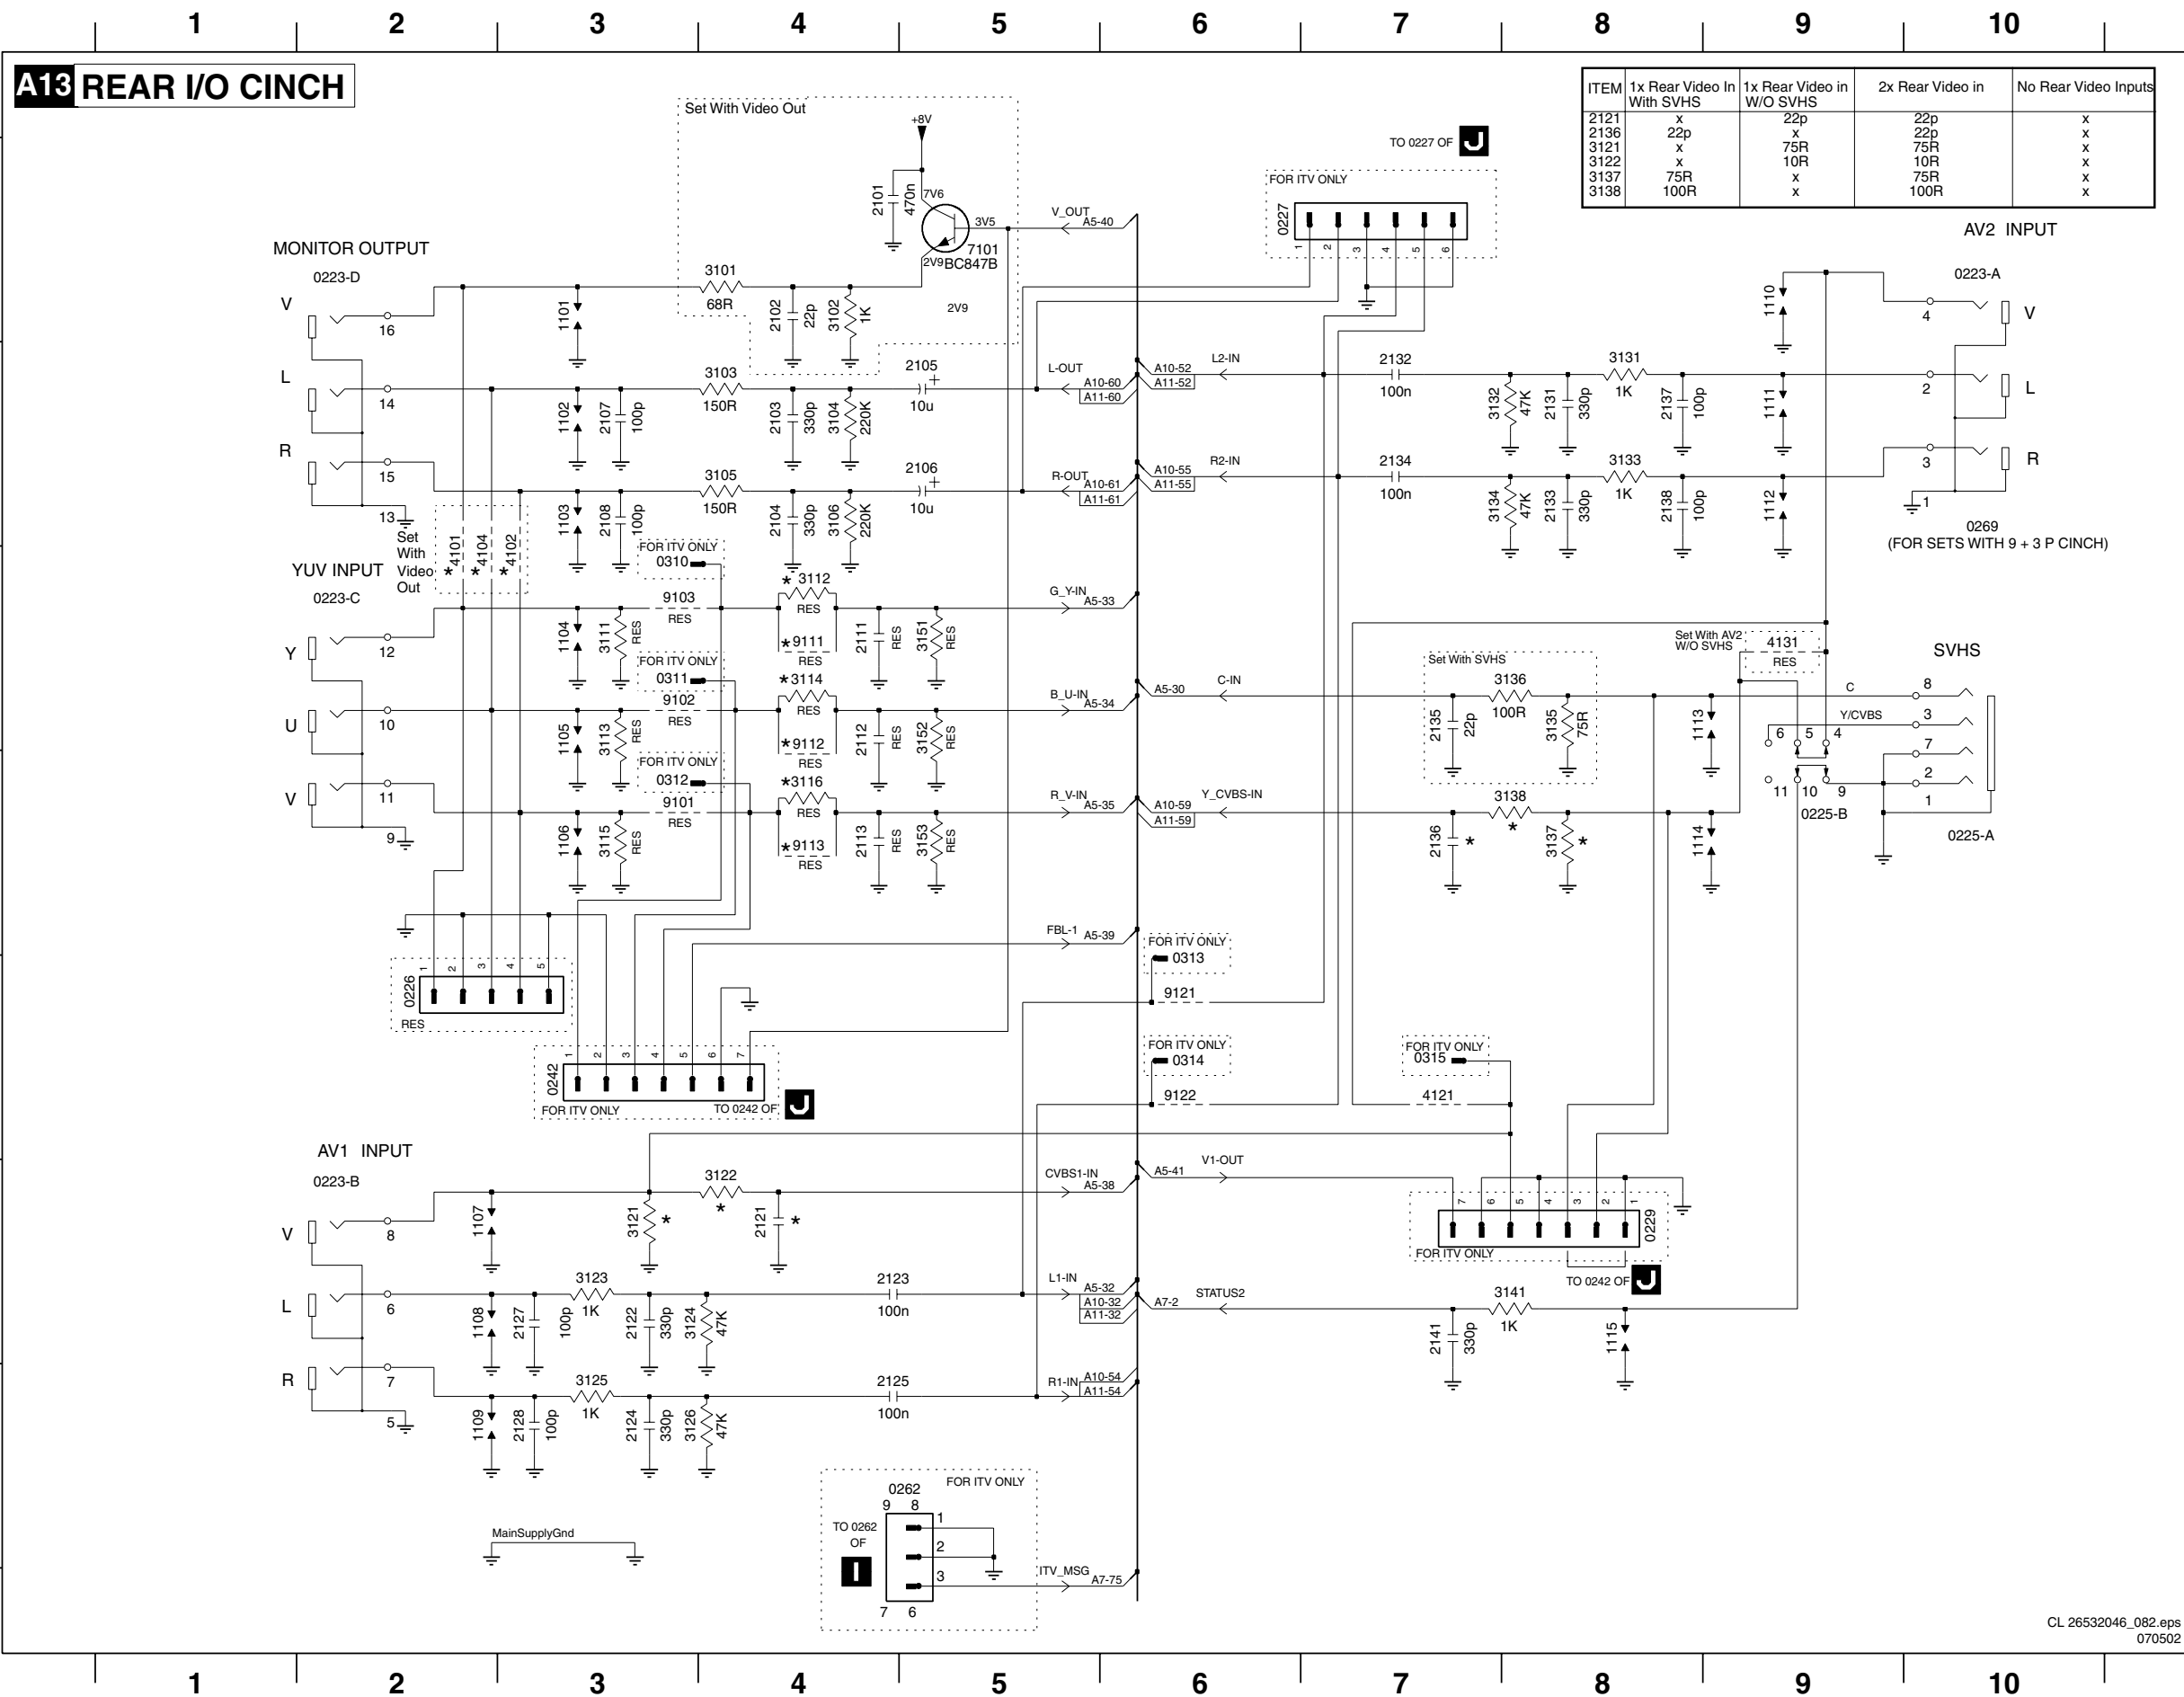 1 2 3 4 5 6 7 8 9 10
A13 REAR I/O CINCH
ITEM 1x Rear Video In With SVHS 1x Rear Video in W/O SVHS 2x Rear Video in No Rear Video Inputs
2121 x 22p 22p x
2136 22p x 22p x
3121 x 75R 75R x
3122 x 10R 10R x
3137 75R x 75R x
3138 100R x 100R x
Set With Video Out
+8V
2101 470n
7V6
3V5
7101
2V9 BC847B
2V9
V_OUT A5-40
TO 0227 OF J
FOR ITV ONLY
0227
1 2 3 4 5 6
MONITOR OUTPUT
0223-D
V
16
1101
3101
68R
2102 22p
3102 1K
L
14
1102
2107 100p
3103
150R
2103 330p
3104 220K
2105
+
10u
L-OUT A10-60
A11-60
R
15
13
1103
2108 100p
3105
150R
2104 330p
3106 220K
2106
+
10u
R-OUT A10-61
A11-61
Set
With
Video
Out
* 4101 * 4104 * 4102
A10-52 L2-IN
A11-52
2132
100n
3132 47K
2131 330p
3131
1K
2137 100p
1111
1110
A10-55 R2-IN
A11-55
2134
100n
3134 47K
2133 330p
3133
1K
2138 100p
1112
AV2 INPUT
0223-A
4
V
2
L
3
R
1
0269
(FOR SETS WITH 9 + 3 P CINCH)
YUV INPUT
0223-C
Y
12
1104
3111 RES
FOR ITV ONLY
0310
9103
RES
* 3112
RES
*9111
RES
2111 RES
3151 RES
G_Y-IN A5-33
U
10
1105
3113 RES
FOR ITV ONLY
0311
9102
RES
*3114
RES
*9112
RES
2112 RES
3152 RES
B_U-IN A5-34
V
11
9
1106
3115 RES
FOR ITV ONLY
0312
9101
RES
*3116
RES
*9113
RES
2113 RES
3153 RES
R_V-IN A5-35
A5-30 C-IN
Set With SVHS
2135 22p
3136
100R
3135 75R
1113
Set With AV2
W/O SVHS
4131
RES
SVHS
C
8
Y/CVBS
3
7
2
1
6 5 4
11 10 9
0225-B
0225-A
A10-59 Y_CVBS-IN
A11-59
2136 *
3138
*
3137 *
1114
FBL-1 A5-39
FOR ITV ONLY
0313
9121
0226
1 2 3 4 5
RES
0242
1 2 3 4 5 6 7
FOR ITV ONLY
TO 0242 OF J
FOR ITV ONLY
0314
9122
FOR ITV ONLY
0315
4121
AV1 INPUT
0223-B
V
8
1107
3121 *
3122
*
2121 *
CVBS1-IN A5-38
A5-41 V1-OUT
7 6 5 4 3 2 1
0229
FOR ITV ONLY
TO 0242 OF J
L
6
1108
2127 100p
3123
1K
2122 330p
3124 47K
2123
100n
L1-IN A5-32
A10-32
A11-32
A7-2 STATUS2
2141 330p
3141
1K
1115
R
7
5
1109
2128 100p
3125
1K
2124 330p
3126 47K
2125
100n
R1-IN A10-54
A11-54
MainSupplyGnd
FOR ITV ONLY
0262
9 8
TO 0262
OF
I
1
2
3
7 6
ITV_MSG A7-75
CL 26532046_082.eps
070502
1 2 3 4 5 6 7 8 9 10